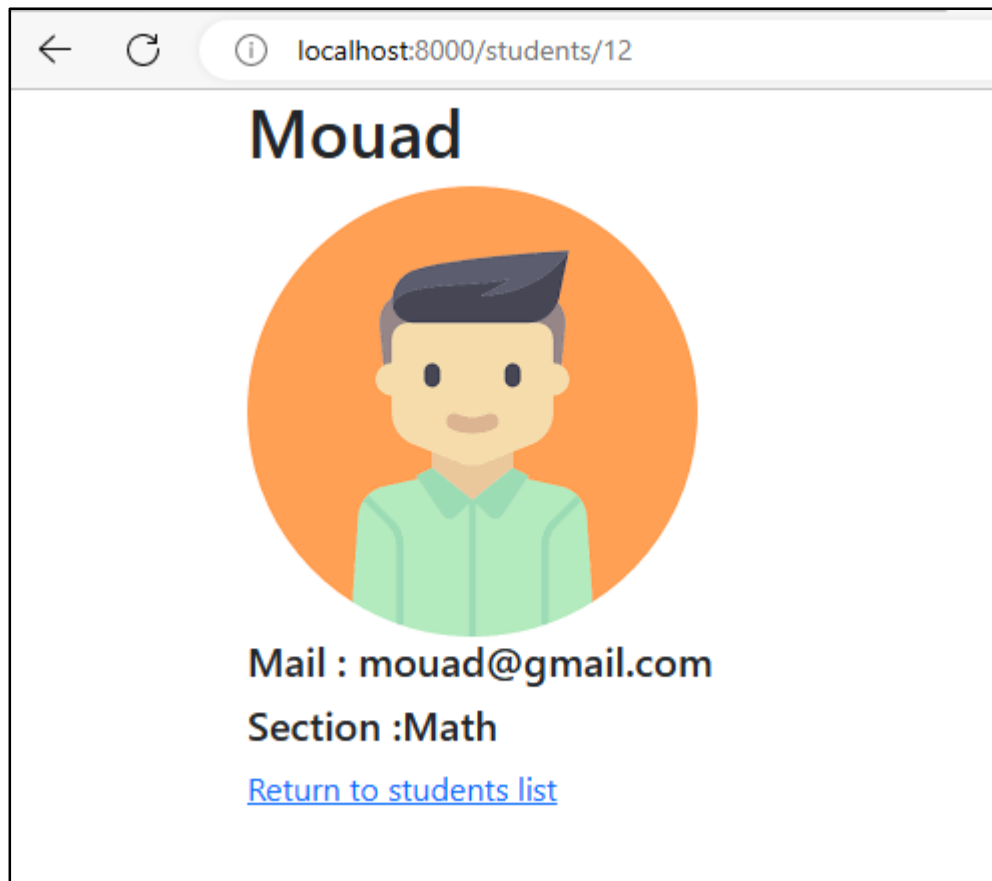 localhost:8000/students/12
Mouad
Mail : mouad@gmail.com
Section :Math
Return to students list